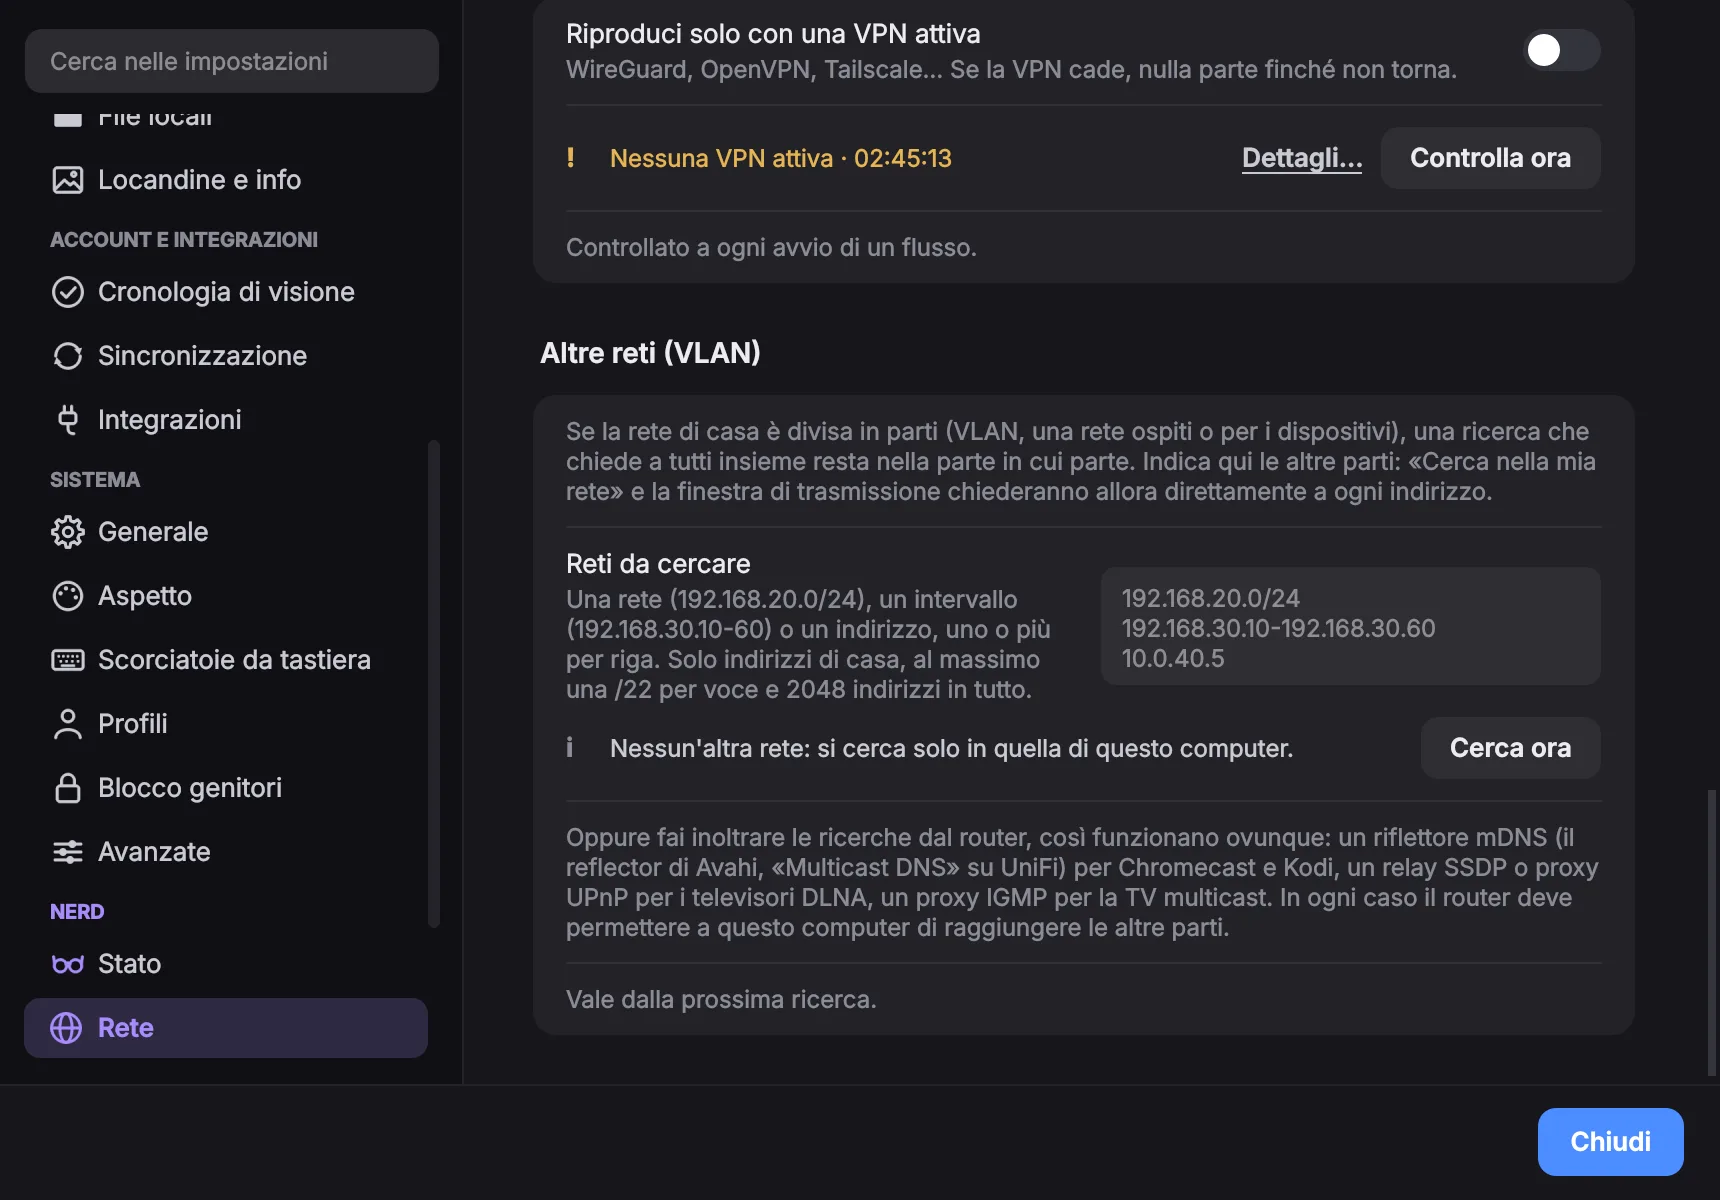 Cerca nelle impostazioni
File locali
Locandine e info
ACCOUNT E INTEGRAZIONI
Cronologia di visione
Sincronizzazione
Integrazioni
SISTEMA
Generale
Aspetto
Scorciatoie da tastiera
Profili
Blocco genitori
Avanzate
NERD
Stato
Rete
Riproduci solo con una VPN attiva
WireGuard, OpenVPN, Tailscale... Se la VPN cade, nulla parte finché non torna.
! Nessuna VPN attiva · 02:45:13
Dettagli...
Controlla ora
Controllato a ogni avvio di un flusso.
Altre reti (VLAN)
Se la rete di casa è divisa in parti (VLAN, una rete ospiti o per i dispositivi), una ricerca che
chiede a tutti insieme resta nella parte in cui parte. Indica qui le altre parti: «Cerca nella mia
rete» e la finestra di trasmissione chiederanno allora direttamente a ogni indirizzo.
Reti da cercare
Una rete (192.168.20.0/24), un intervallo
(192.168.30.10-60) o un indirizzo, uno o più
per riga. Solo indirizzi di casa, al massimo
una /22 per voce e 2048 indirizzi in tutto.
192.168.20.0/24
192.168.30.10-192.168.30.60
10.0.40.5
i Nessun'altra rete: si cerca solo in quella di questo computer.
Cerca ora
Oppure fai inoltrare le ricerche dal router, così funzionano ovunque: un riflettore mDNS (il
reflector di Avahi, «Multicast DNS» su UniFi) per Chromecast e Kodi, un relay SSDP o proxy
UPnP per i televisori DLNA, un proxy IGMP per la TV multicast. In ogni caso il router deve
permettere a questo computer di raggiungere le altre parti.
Vale dalla prossima ricerca.
Chiudi